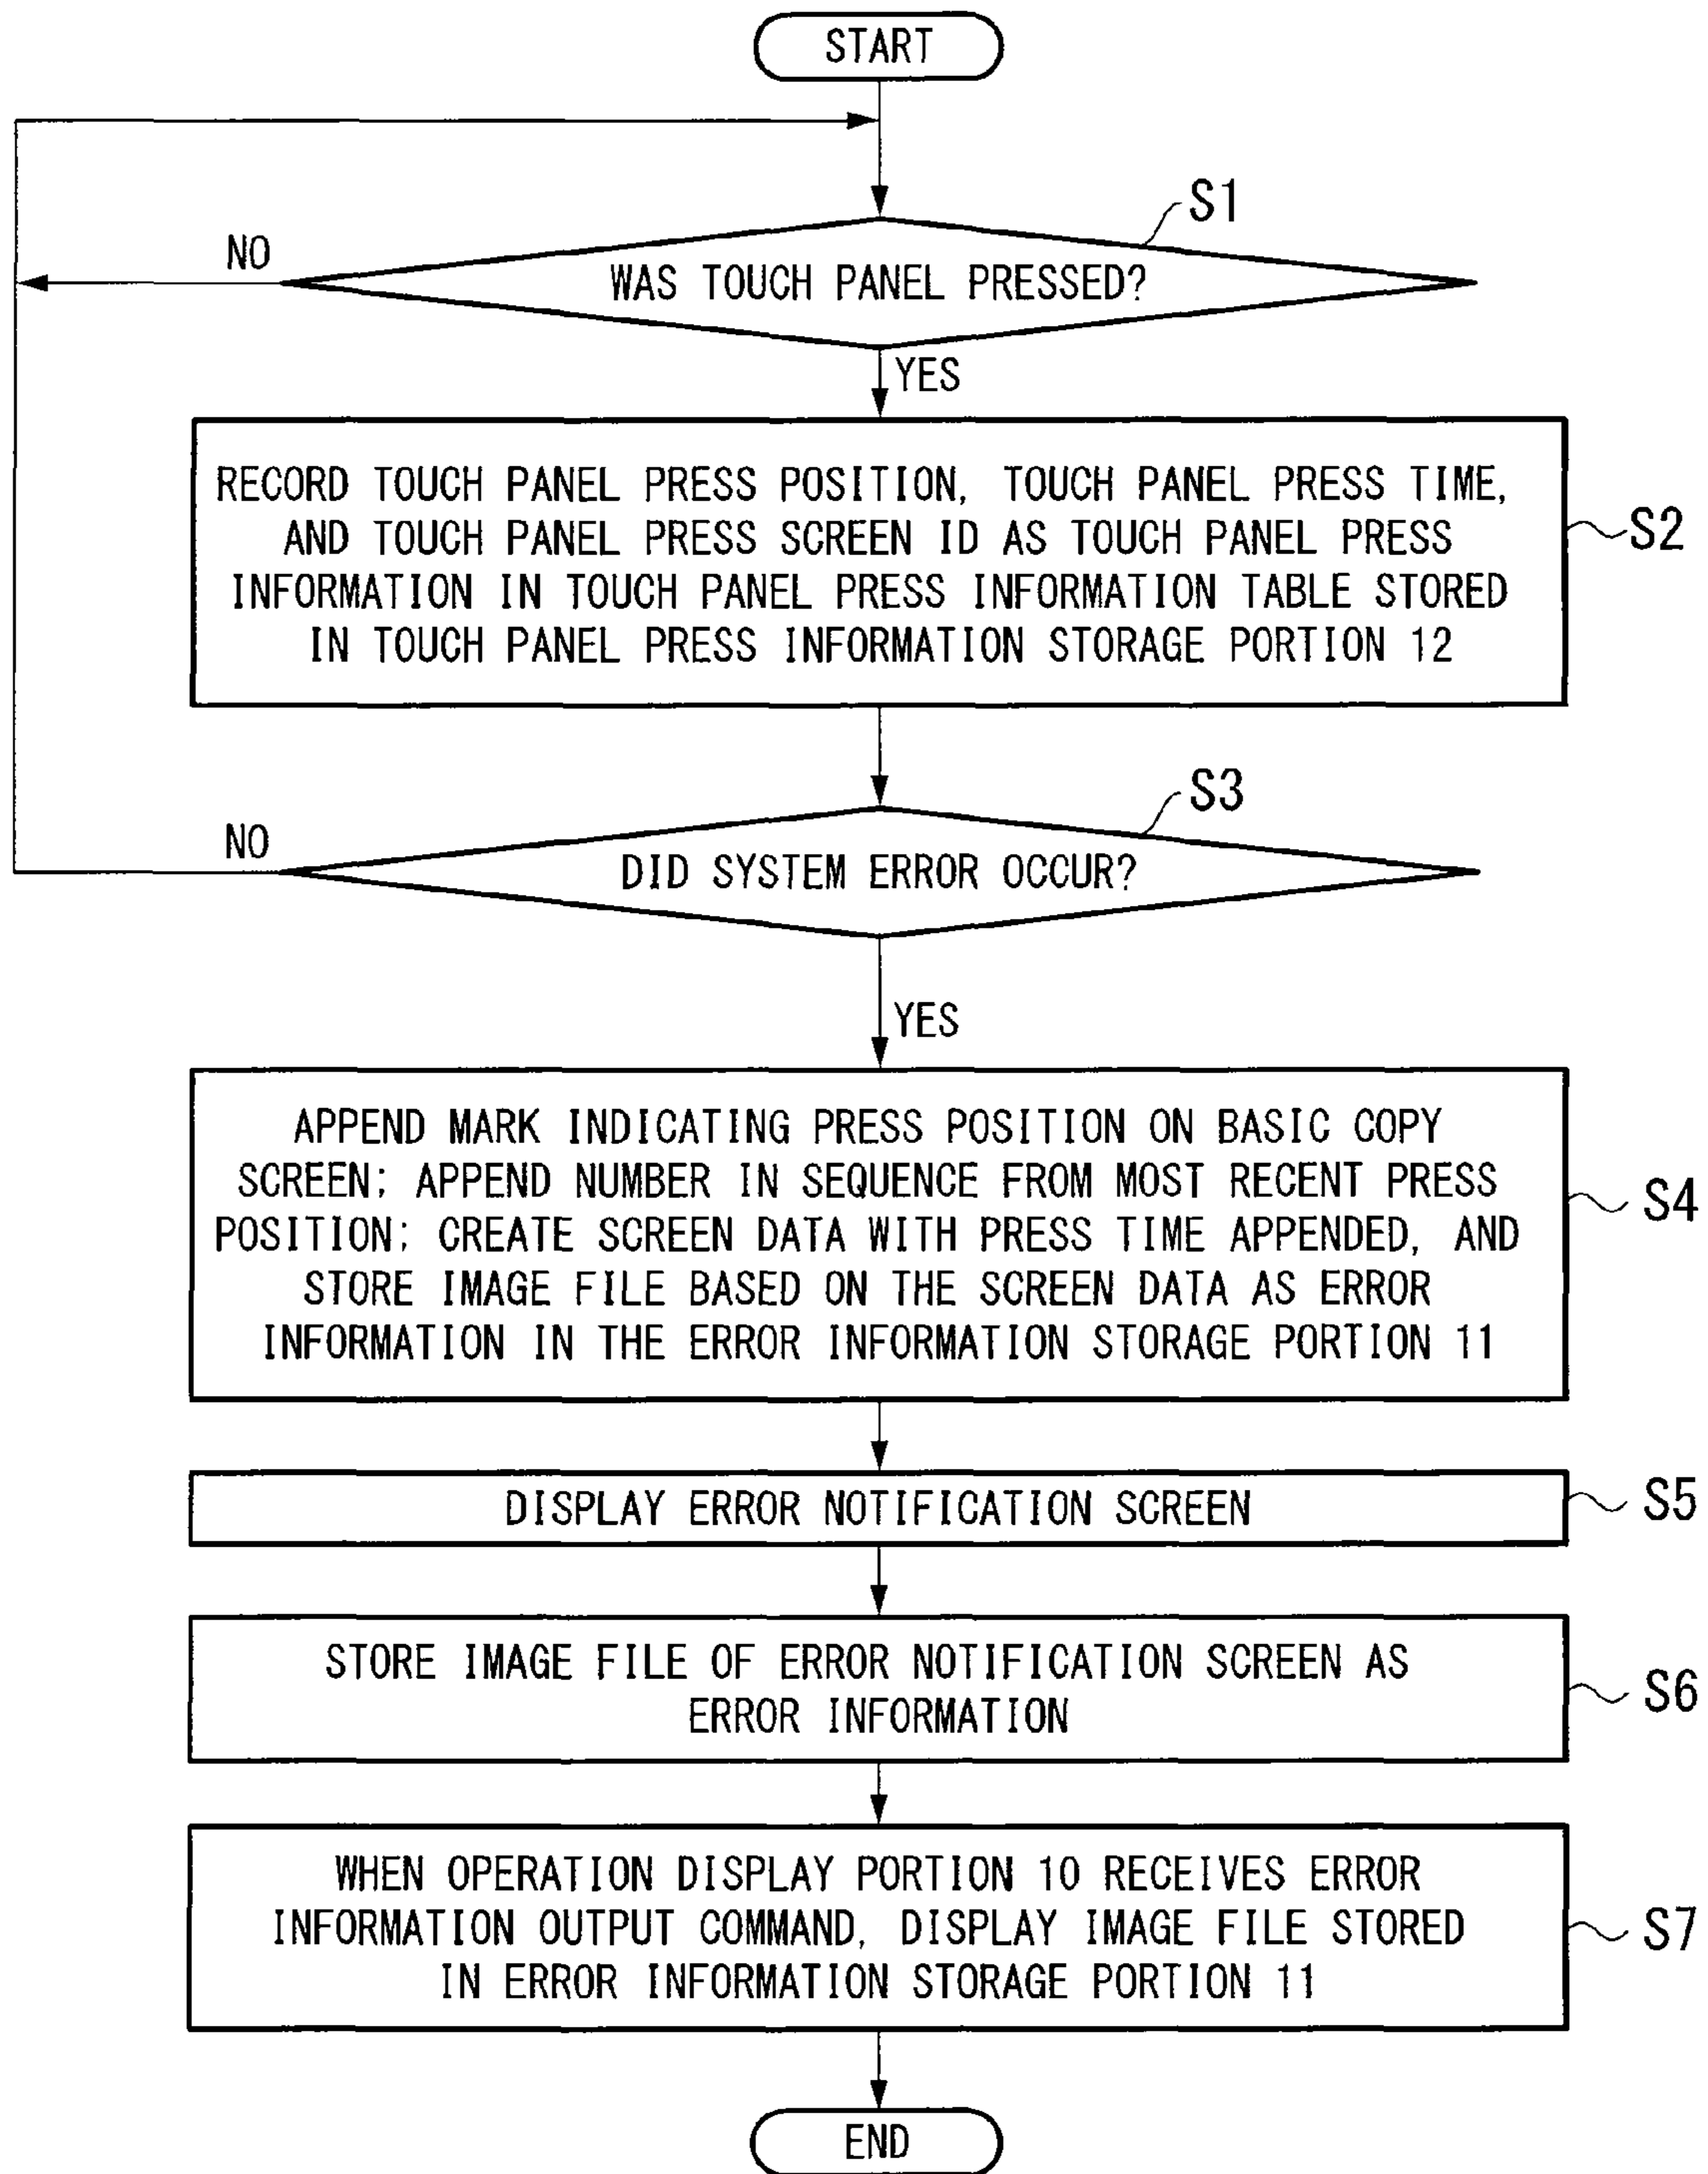 START
S1
NO
WAS TOUCH PANEL PRESSED?
YES
RECORD TOUCH PANEL PRESS POSITION, TOUCH PANEL PRESS TIME,
AND TOUCH PANEL PRESS SCREEN ID AS TOUCH PANEL PRESS
INFORMATION IN TOUCH PANEL PRESS INFORMATION TABLE STORED
IN TOUCH PANEL PRESS INFORMATION STORAGE PORTION 12
S2
S3
NO
DID SYSTEM ERROR OCCUR?
YES
APPEND MARK INDICATING PRESS POSITION ON BASIC COPY
SCREEN; APPEND NUMBER IN SEQUENCE FROM MOST RECENT PRESS
POSITION; CREATE SCREEN DATA WITH PRESS TIME APPENDED, AND
STORE IMAGE FILE BASED ON THE SCREEN DATA AS ERROR
INFORMATION IN THE ERROR INFORMATION STORAGE PORTION 11
S4
DISPLAY ERROR NOTIFICATION SCREEN
S5
STORE IMAGE FILE OF ERROR NOTIFICATION SCREEN AS
ERROR INFORMATION
S6
WHEN OPERATION DISPLAY PORTION 10 RECEIVES ERROR
INFORMATION OUTPUT COMMAND, DISPLAY IMAGE FILE STORED
IN ERROR INFORMATION STORAGE PORTION 11
S7
END